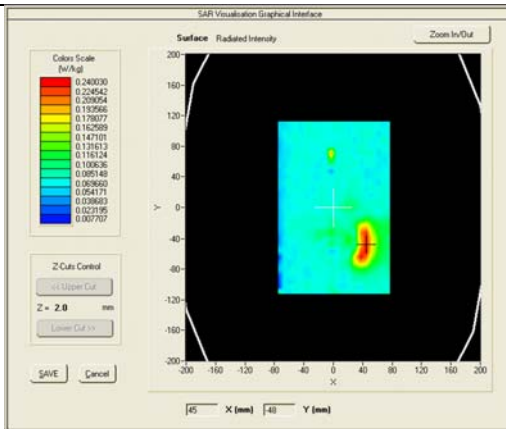 SAR Visualisation Graphical Interface
Surface Radiated Intensity
Zoom In/Out
Colors Scale
(W/kg)
0.240030
0.224542
0.209054
0.193566
0.178077
0.162589
0.147101
0.131613
0.116124
0.100636
0.085148
0.069660
0.054171
0.038683
0.023195
0.007707
Z-Cuts Control
<< Upper Cut
Z = 2.0 mm
Lower Cut >>
SAVE Cancel
200
160
120
80
40
0
-40
-80
-120
-160
-200
Y
-200 -160 -120 -80 -40 0 40 80 120 160 200
X
45 X (mm) -48 Y (mm)